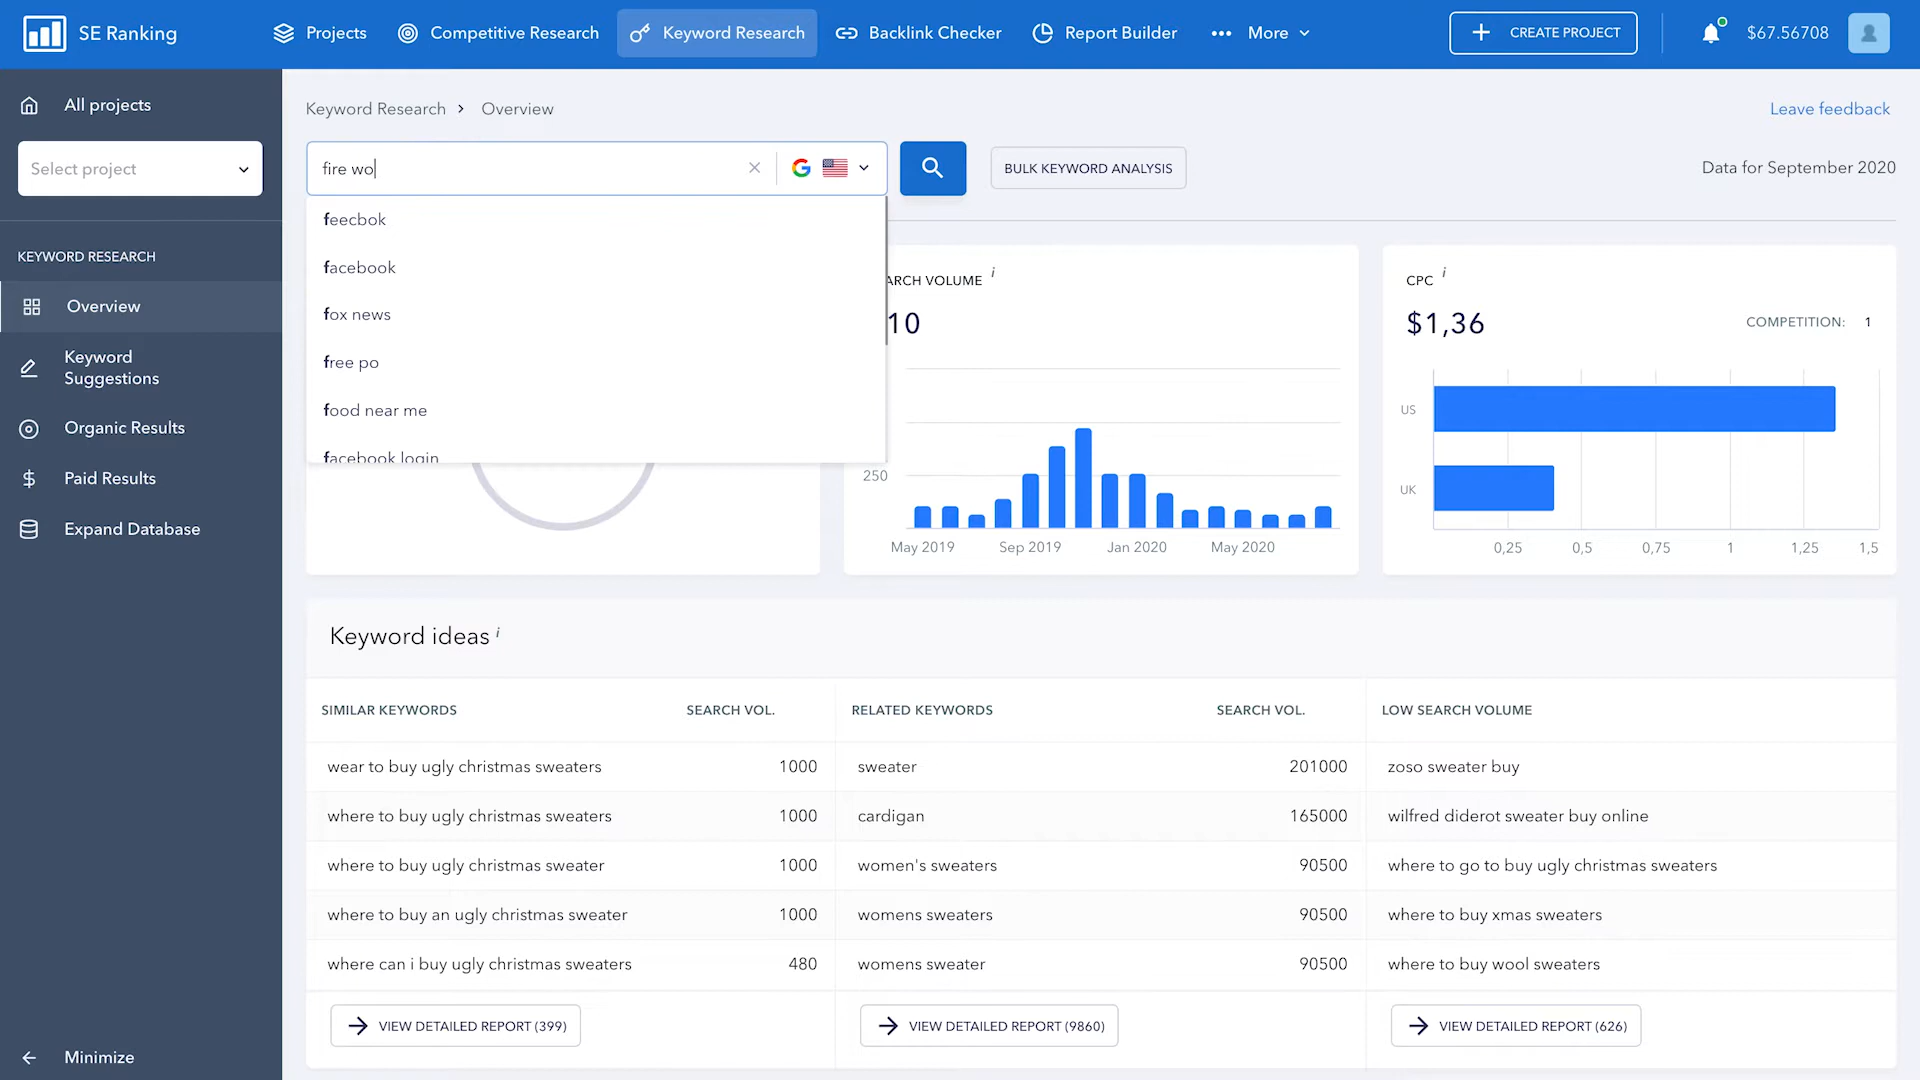 SE Ranking
Projects
Competitive Research
Keyword Research
Backlink Checker
Report Builder
More
CREATE PROJECT
$67.56708
All projects
Select project
KEYWORD RESEARCH
Overview
Keyword
Suggestions
Organic Results
Paid Results
Expand Database
Minimize
Keyword Research > Overview
Leave feedback
fire wo
BULK KEYWORD ANALYSIS
Data for September 2020
feecbok
facebook
fox news
free po
food near me
facebook login
ARCH VOLUME i
10
250
May 2019 Sep 2019 Jan 2020 May 2020
CPC i
$1,36
COMPETITION: 1
US
UK
0,25 0,5 0,75 1 1,25 1,5
Keyword ideas i
SIMILAR KEYWORDS SEARCH VOL. RELATED KEYWORDS SEARCH VOL. LOW SEARCH VOLUME
wear to buy ugly christmas sweaters 1000 sweater 201000 zoso sweater buy
where to buy ugly christmas sweaters 1000 cardigan 165000 wilfred diderot sweater buy online
where to buy ugly christmas sweater 1000 women's sweaters 90500 where to go to buy ugly christmas sweaters
where to buy an ugly christmas sweater 1000 womens sweaters 90500 where to buy xmas sweaters
where can i buy ugly christmas sweaters 480 womens sweater 90500 where to buy wool sweaters
VIEW DETAILED REPORT (399) VIEW DETAILED REPORT (9860) VIEW DETAILED REPORT (626)